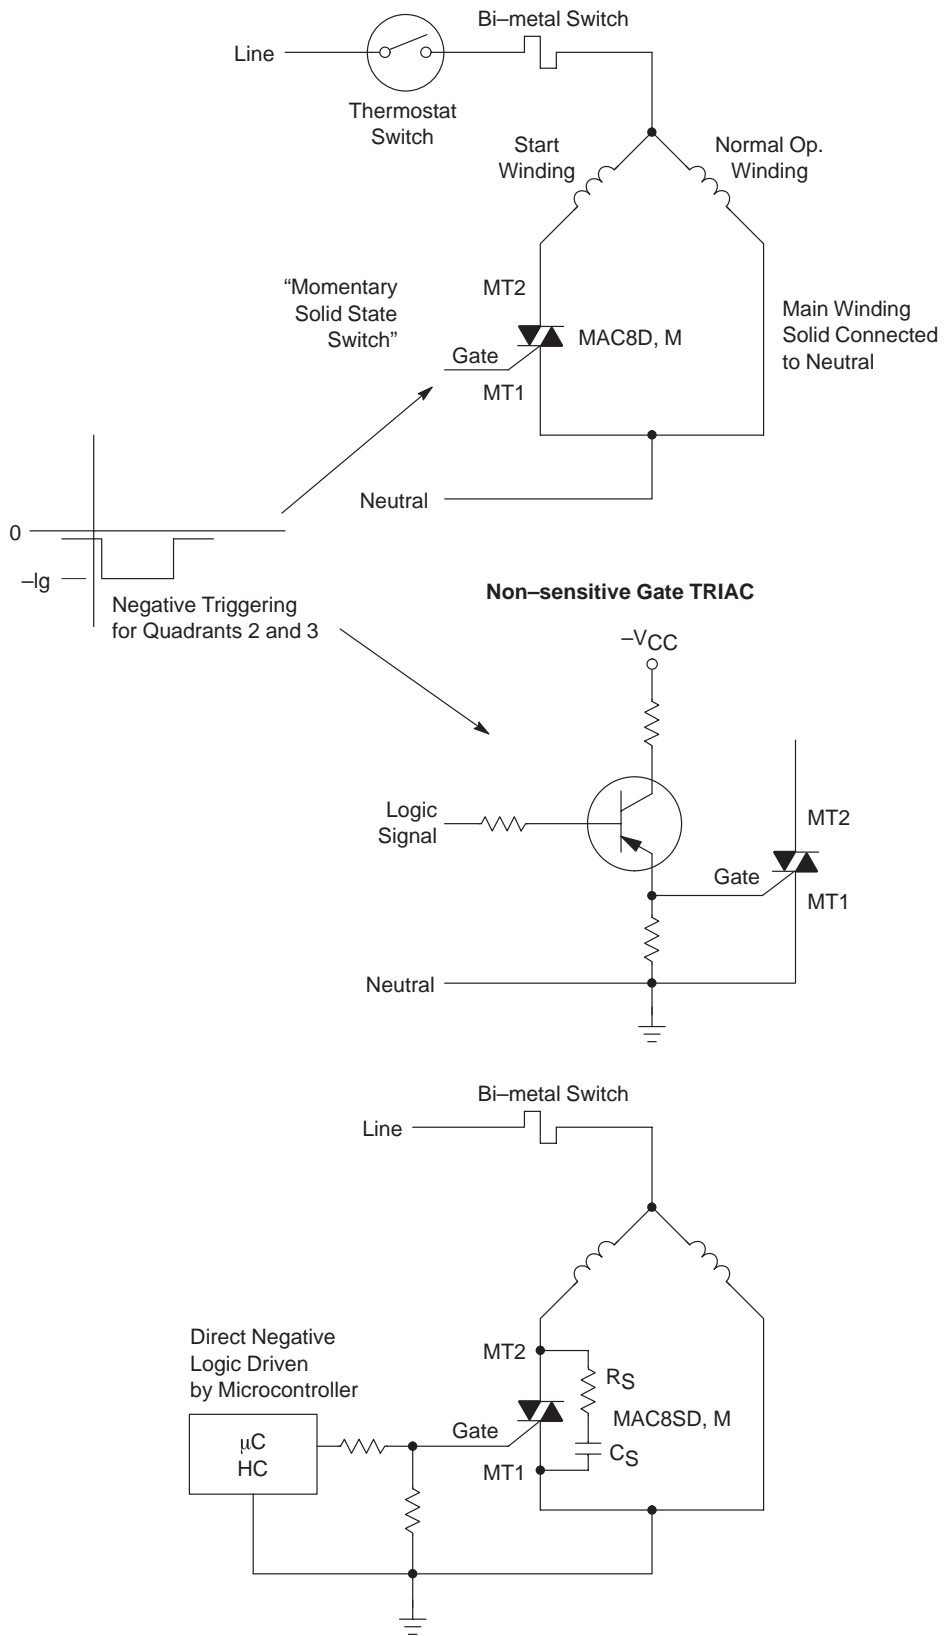 Bi–metal Switch
Line
Thermostat
Switch
Start
Winding
Normal Op.
Winding
“Momentary
Solid State
Switch”
MT2
MAC8D, M
Gate
MT1
Main Winding
Solid Connected
to Neutral
Neutral
0
–Ig
Negative Triggering
for Quadrants 2 and 3
Non–sensitive Gate TRIAC
–VCC
Logic
Signal
MT2
Gate
MT1
Neutral
Bi–metal Switch
Line
Direct Negative
Logic Driven
by Microcontroller
MT2
RS
MAC8SD, M
Gate
CS
MT1
µC
HC